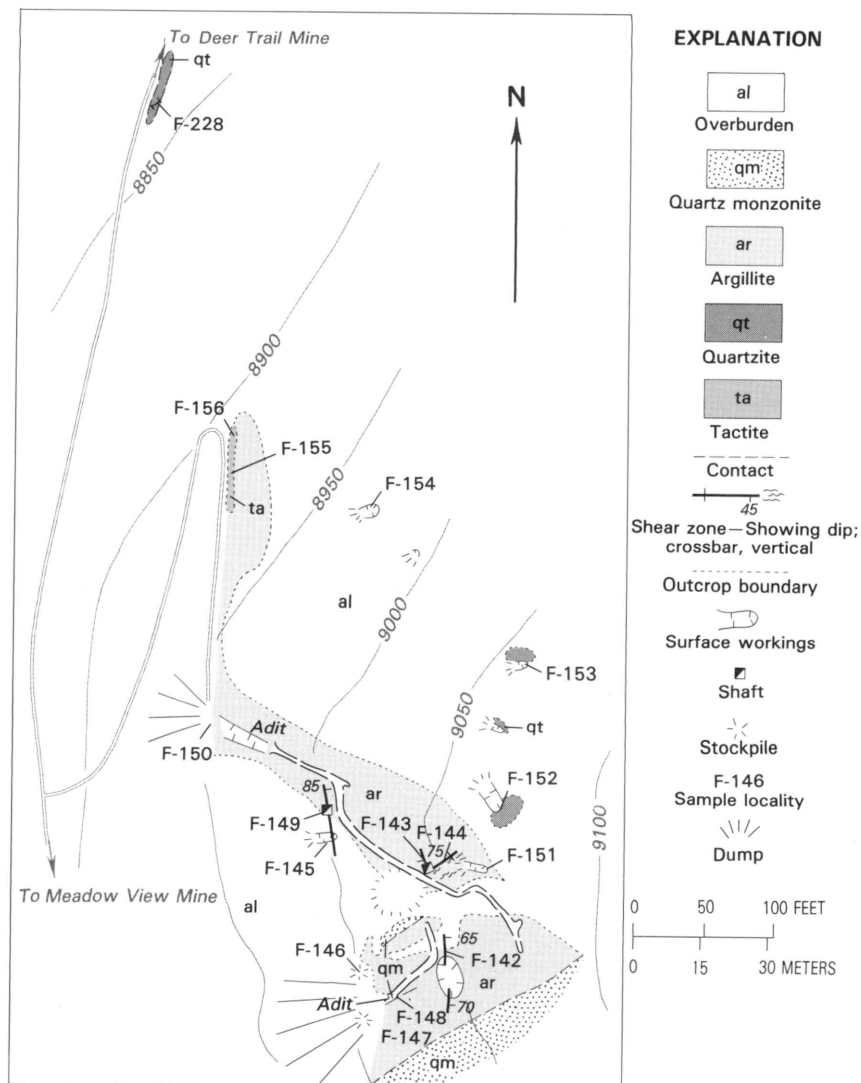 To Deer Trail Mine
qt
F-228
8850
N
8900
F-156
F-155
ta
8950
F-154
al
9000
F-153
9050
qt
Adit
F-150
85
ar
F-152
F-149
F-143
F-144
75
9100
F-145
F-151
To Meadow View Mine
al
65
F-146
F-142
qm
ar
Adit
F-148
70
F-147
qm
EXPLANATION
al
Overburden
qm
Quartz monzonite
ar
Argillite
qt
Quartzite
ta
Tactite
Contact
45
Shear zone—Showing dip;
crossbar, vertical
Outcrop boundary
Surface workings
Shaft
Stockpile
F-146
Sample locality
Dump
0 50 100 FEET
0 15 30 METERS